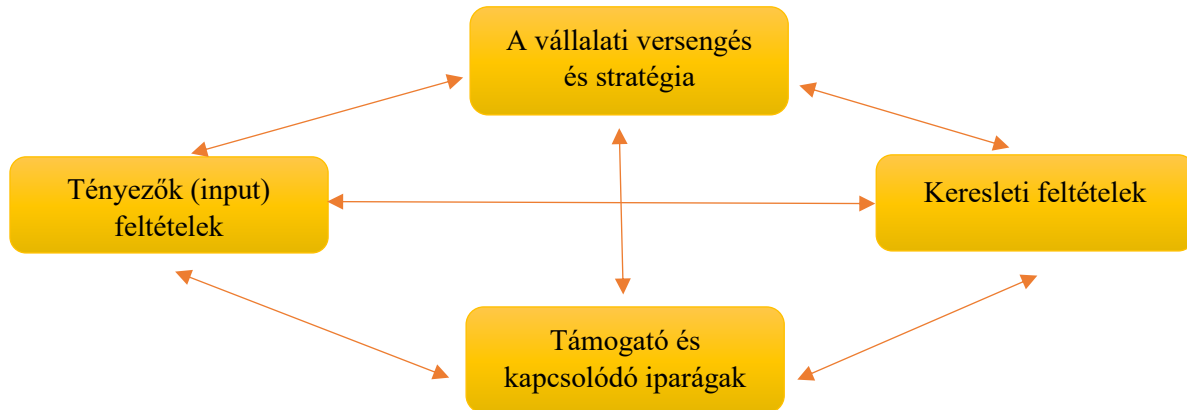 A vállalati versengés
és stratégia
Tényezők (input)
feltételek
Keresleti feltételek
Támogató és
kapcsolódó iparágak